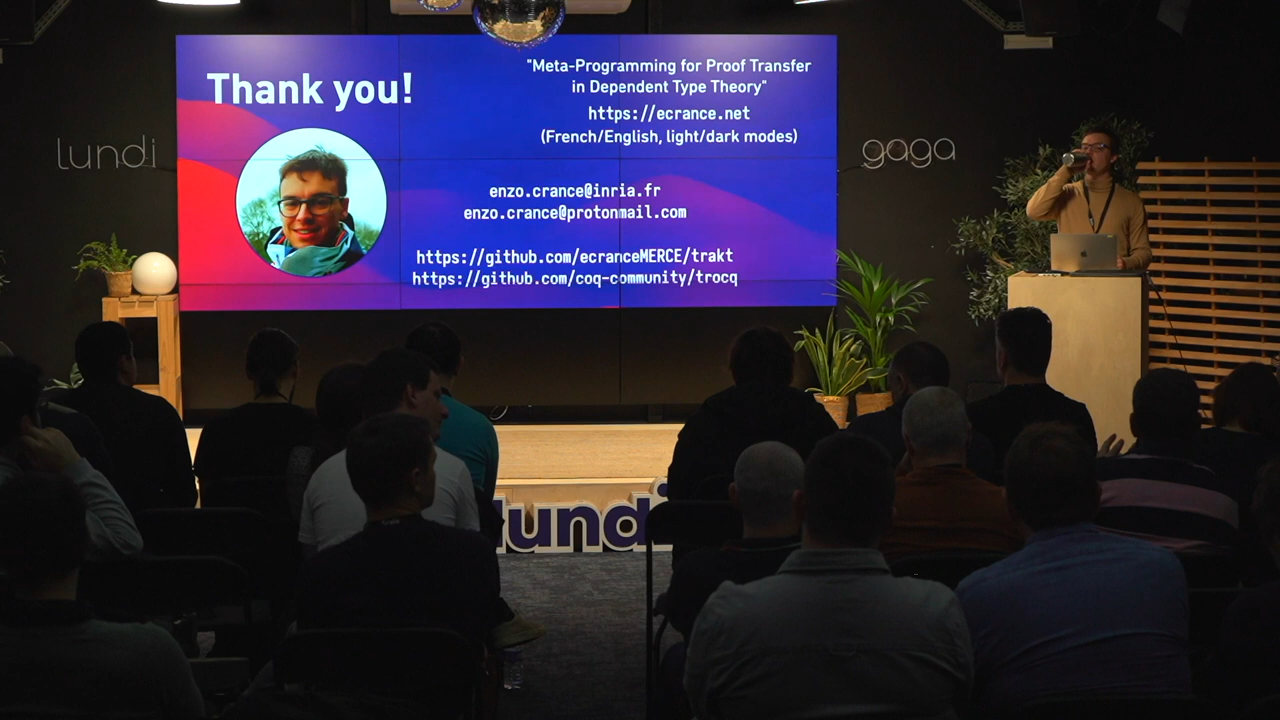 Thank you!
"Meta-Programming for Proof Transfer
in Dependent Type Theory"
https://ecrance.net
(French/English, light/dark modes)
enzo.crance@inria.fr
enzo.crance@protonmail.com
https://github.com/ecranceMERCE/trakt
https://github.com/coq-community/trocq
lundi
gaga
lundi